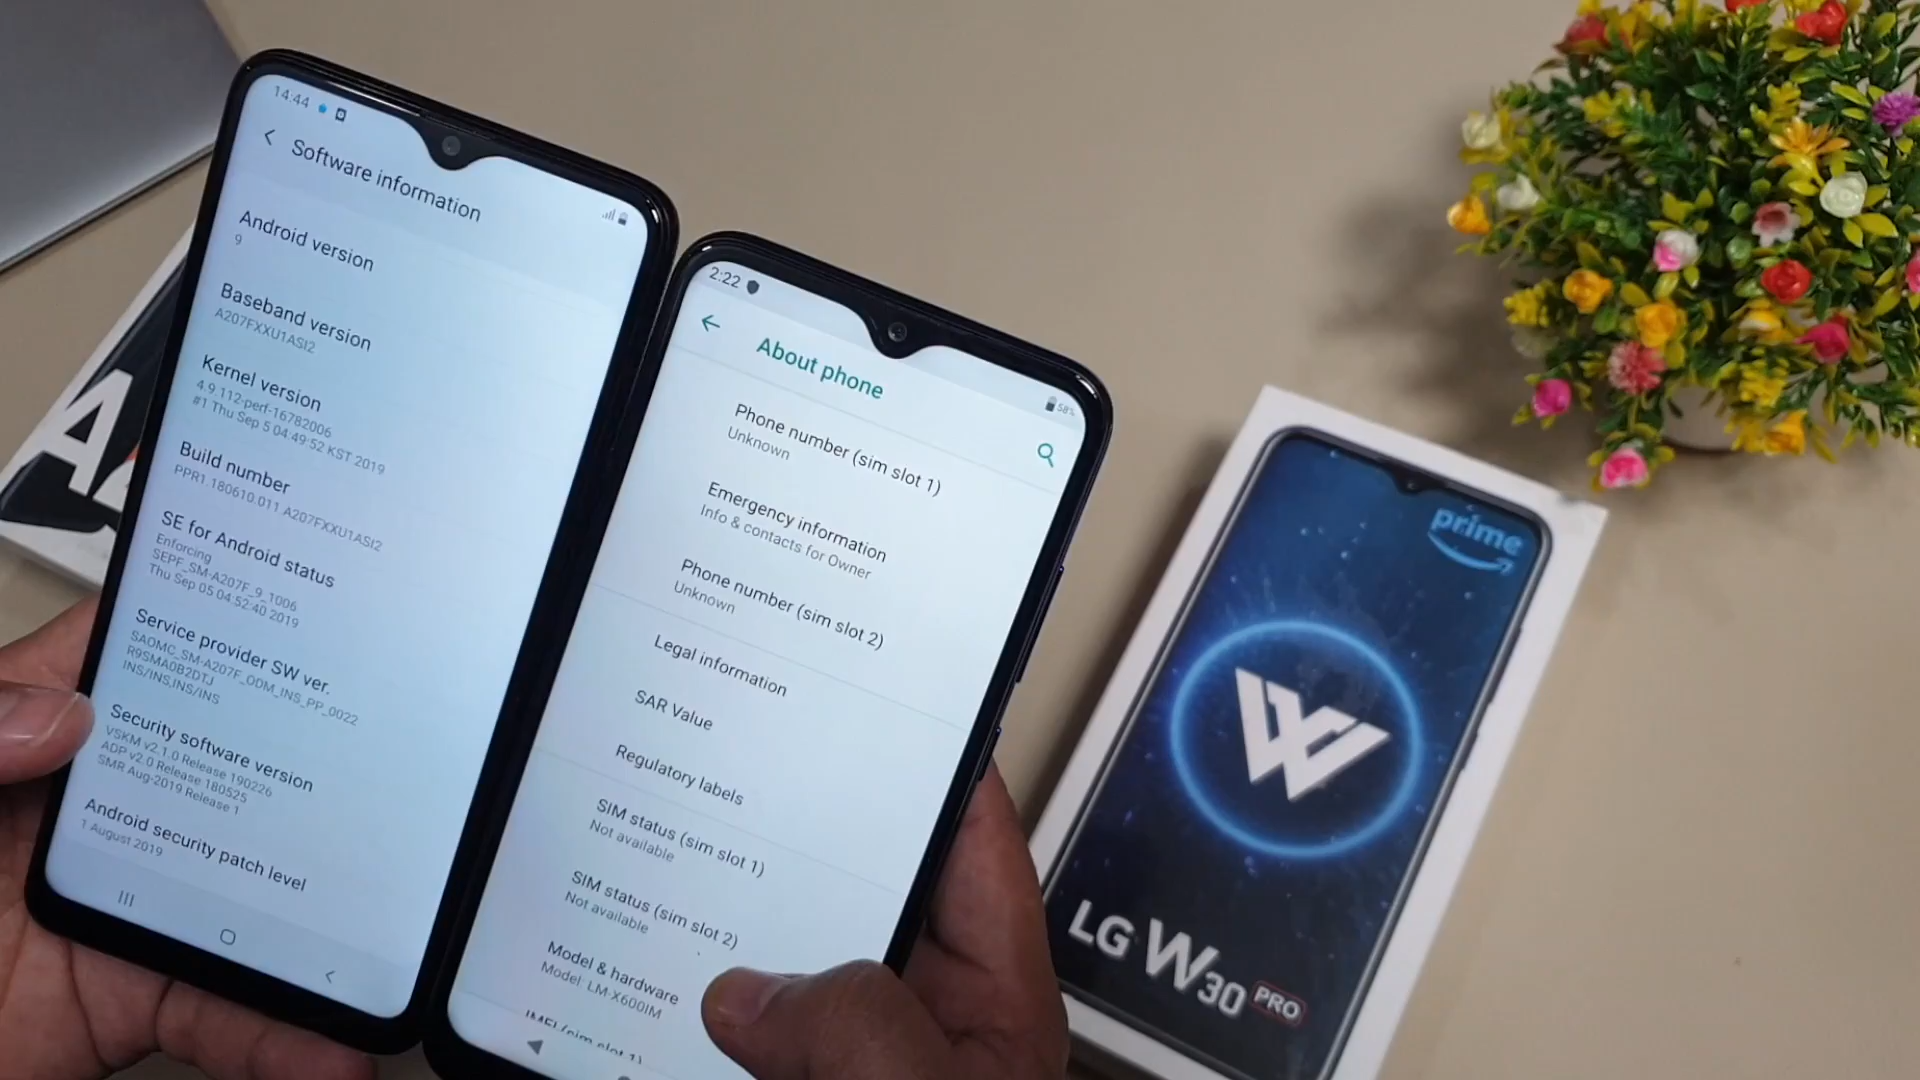 14:44
Software information
Android version
9
Baseband version
A207FXXU1ASI2
Kernel version
4.9.112-perf-16782006
#1 Thu Sep 5 04:49:52 KST 2019
Build number
PPR1.180610.011 A207FXXU1ASI2
SE for Android status
Enforcing
SEPF_SM-A207F_9_1006
Thu Sep 05 04:52:40 2019
Service provider SW ver.
SAOMC_SM-A207F_ODM_INS_PP_0022
R9SMA0B2DTJ
INS/INS,INS/INS
Security software version
VSKM v2.1.0 Release 190226
ADP v2.0 Release 180525
SMR Aug-2019 Release 1
Android security patch level
1 August 2019
2:22
58%
About phone
Phone number (sim slot 1)
Unknown
Emergency information
Info & contacts for Owner
Phone number (sim slot 2)
Unknown
Legal information
SAR Value
Regulatory labels
SIM status (sim slot 1)
Not available
SIM status (sim slot 2)
Not available
Model & hardware
Model: LM-X600IM
IMEI (sim slot 1)
prime
LG W30 PRO